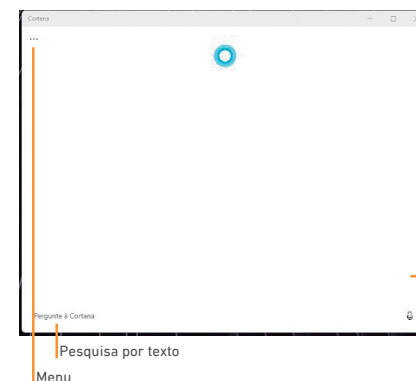 Cortana
...
Pergunte à Cortana
Pesquisa por texto
Menu